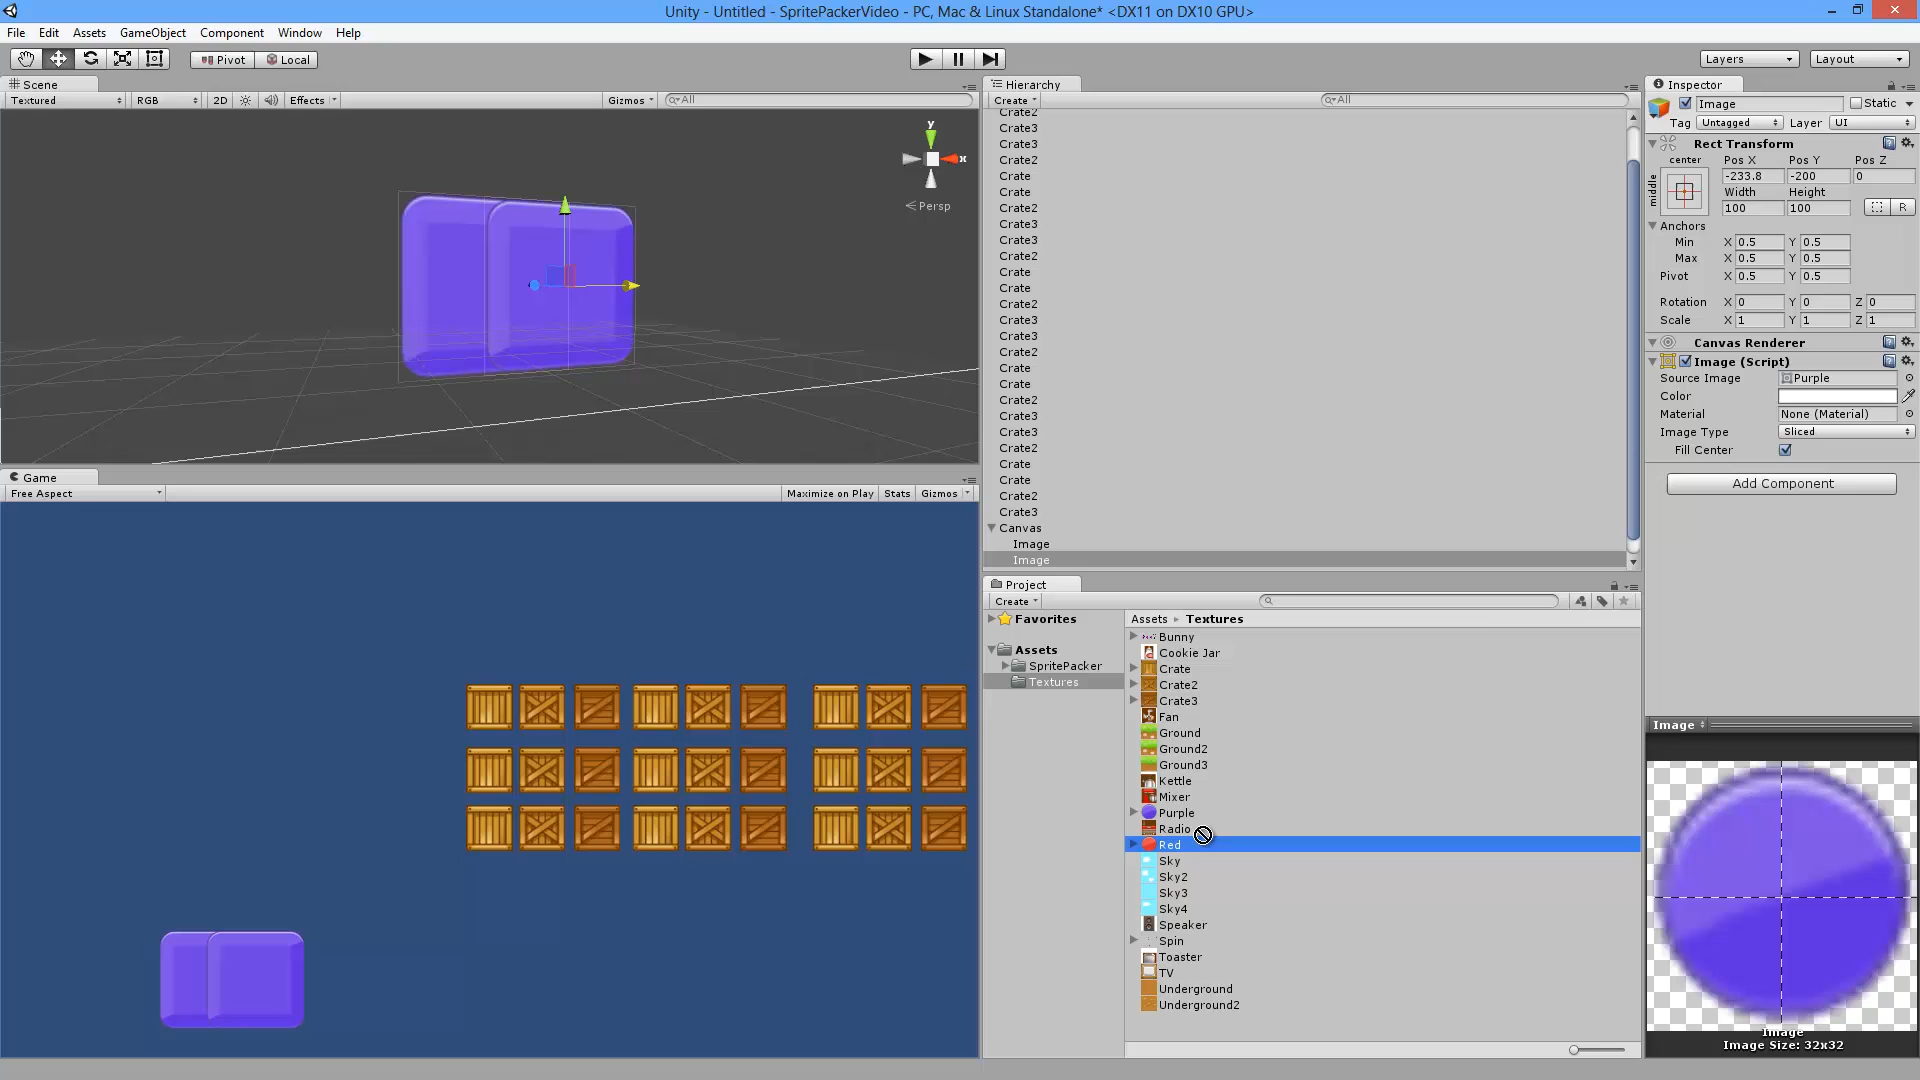 Unity - Untitled - SpritePackerVideo - PC, Mac & Linux Standalone* <DX11 on DX10 GPU>
File Edit Assets GameObject Component Window Help
Pivot Local Layers Layout
Scene
Textured RGB 2D Effects Gizmos All
y
x
Persp
Game
Free Aspect Maximize on Play Stats Gizmos
Hierarchy
Create All
Crate2
Crate3
Crate3
Crate2
Crate
Crate
Crate2
Crate3
Crate3
Crate2
Crate
Crate
Crate2
Crate3
Crate3
Crate2
Crate
Crate
Crate2
Crate3
Crate3
Crate2
Crate
Crate
Crate2
Crate3
Canvas
Image
Image
Project
Create
Favorites
Assets
SpritePacker
Textures
Assets Textures
Bunny
Cookie Jar
Crate
Crate2
Crate3
Fan
Ground
Ground2
Ground3
Kettle
Mixer
Purple
Radio
Red
Sky
Sky2
Sky3
Sky4
Speaker
Spin
Toaster
TV
Underground
Underground2
Inspector
Image Static
Tag Untagged Layer UI
Rect Transform
center Pos X Pos Y Pos Z
middle -233.8 -200 0
Width Height
100 100 R
Anchors
Min X 0.5 Y 0.5
Max X 0.5 Y 0.5
Pivot X 0.5 Y 0.5
Rotation X 0 Y 0 Z 0
Scale X 1 Y 1 Z 1
Canvas Renderer
Image (Script)
Source Image Purple
Color
Material None (Material)
Image Type Sliced
Fill Center
Add Component
Image
Image
Image Size: 32x32